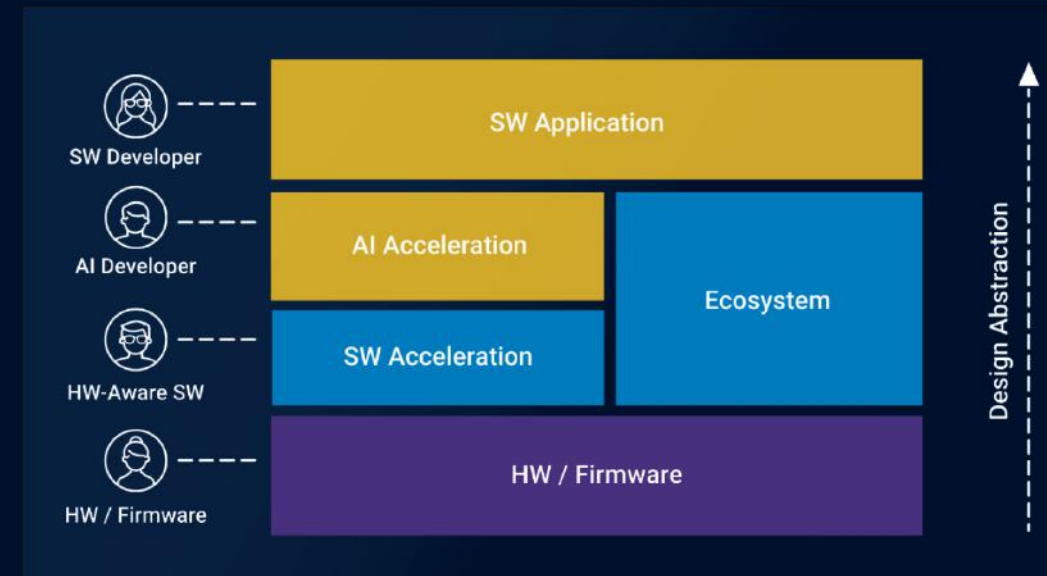 SW Developer
SW Application
AI Developer
AI Acceleration
Ecosystem
HW-Aware SW
SW Acceleration
HW / Firmware
HW / Firmware
Design Abstraction